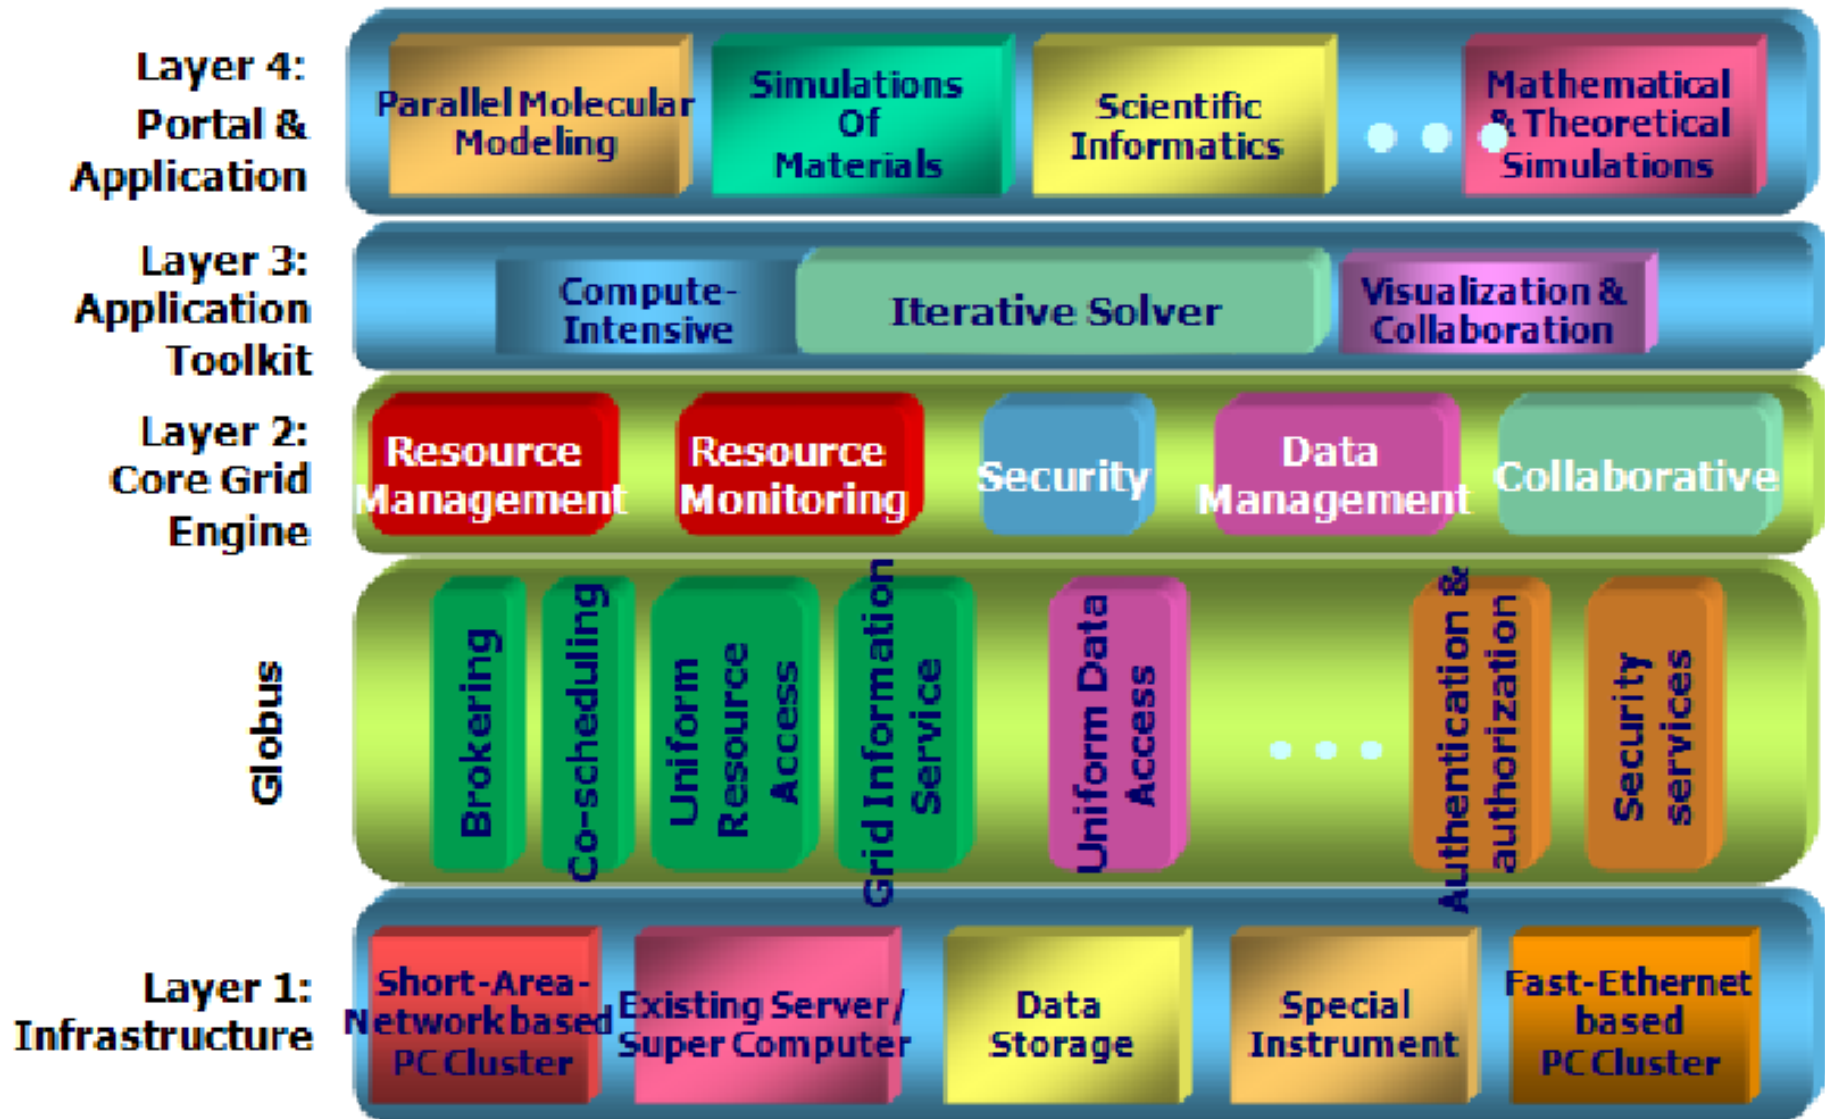 Layer 4:
Portal &
Application
Parallel Molecular
Modeling
Simulations
Of
Materials
Scientific
Informatics
Mathematical
& Theoretical
Simulations
Layer 3:
Application
Toolkit
Compute-
Intensive
Iterative Solver
Visualization &
Collaboration
Layer 2:
Core Grid
Engine
Resource
Management
Resource
Monitoring
Security
Data
Management
Collaborative
Globus
Brokering
Co-scheduling
Uniform
Resource
Access
Grid Information
Service
Uniform Data
Access
Authentication &
authorization
Security
services
Layer 1:
Infrastructure
Short-Area-
Network based
PC Cluster
Existing Server/
Super Computer
Data
Storage
Special
Instrument
Fast-Ethernet
based
PC Cluster